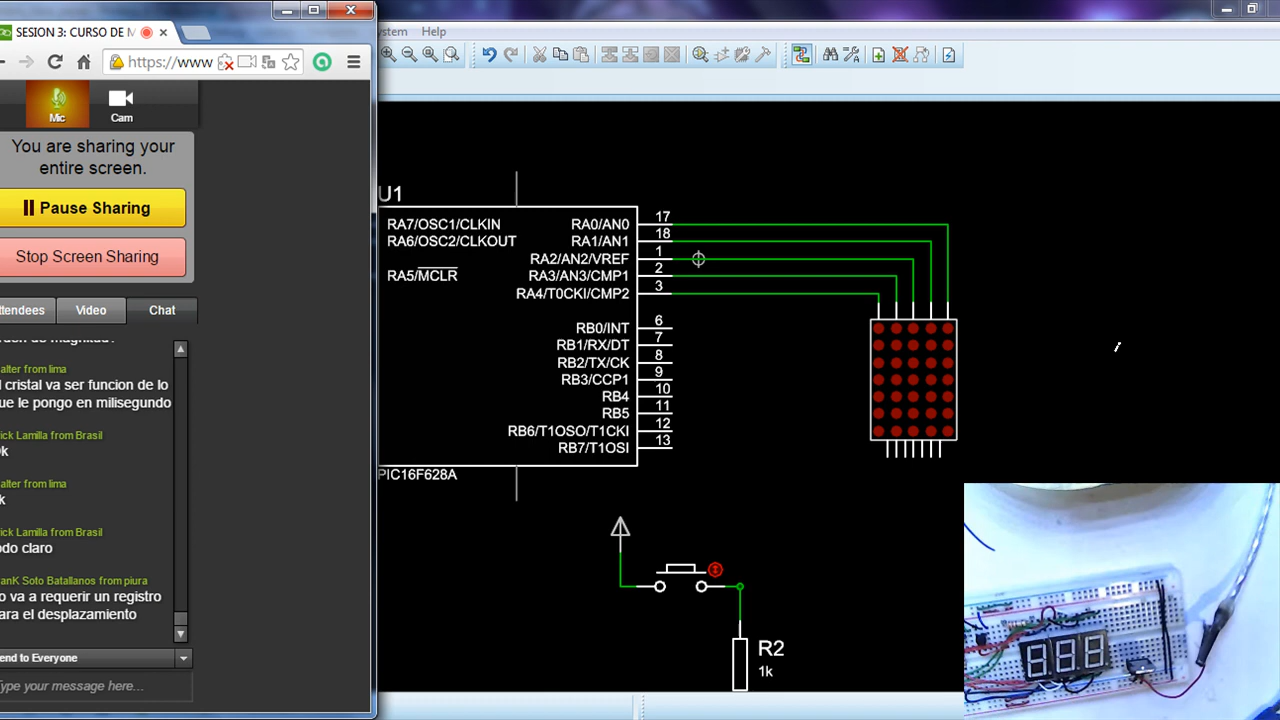 SESION 3: CURSO DE M
ystem Help
https://www
Mic
Cam
You are sharing your
entire screen.
Pause Sharing
Stop Screen Sharing
ttendees
Video
Chat
alter from lima
l cristal va ser funcion de lo
ue le pongo en milisegundo
ick Lamilla from Brasil
k
alter from lima
k
ick Lamilla from Brasil
odo claro
anK Soto Batallanos from piura
o va a requerir un registro
ara el desplazamiento
end to Everyone
Type your message here...
U1
RA7/OSC1/CLKIN RA0/AN0 17
RA6/OSC2/CLKOUT RA1/AN1 18
RA2/AN2/VREF 1
RA5/MCLR RA3/AN3/CMP1 2
RA4/T0CKI/CMP2 3
RB0/INT 6
RB1/RX/DT 7
RB2/TX/CK 8
RB3/CCP1 9
RB4 10
RB5 11
RB6/T1OSO/T1CKI 12
RB7/T1OSI 13
PIC16F628A
R2
1k